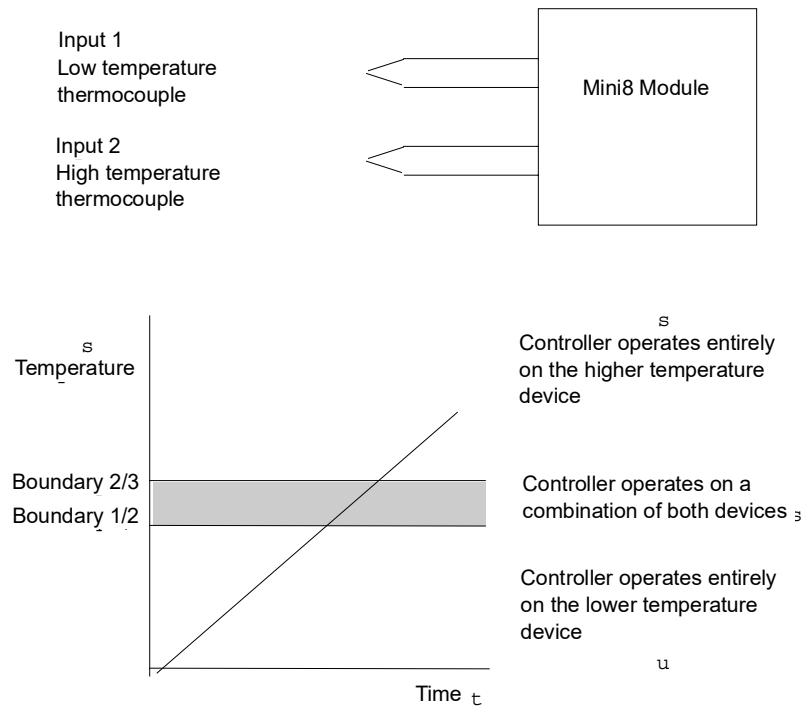 Input 1
Low temperature
thermocouple
Mini8 Module
Input 2
High temperature
thermocouple
s
Temperature
s
Controller operates entirely
on the higher temperature
device
Boundary 2/3
Boundary 1/2
Controller operates on a
combination of both devices s
Controller operates entirely
on the lower temperature
device
u
Time t